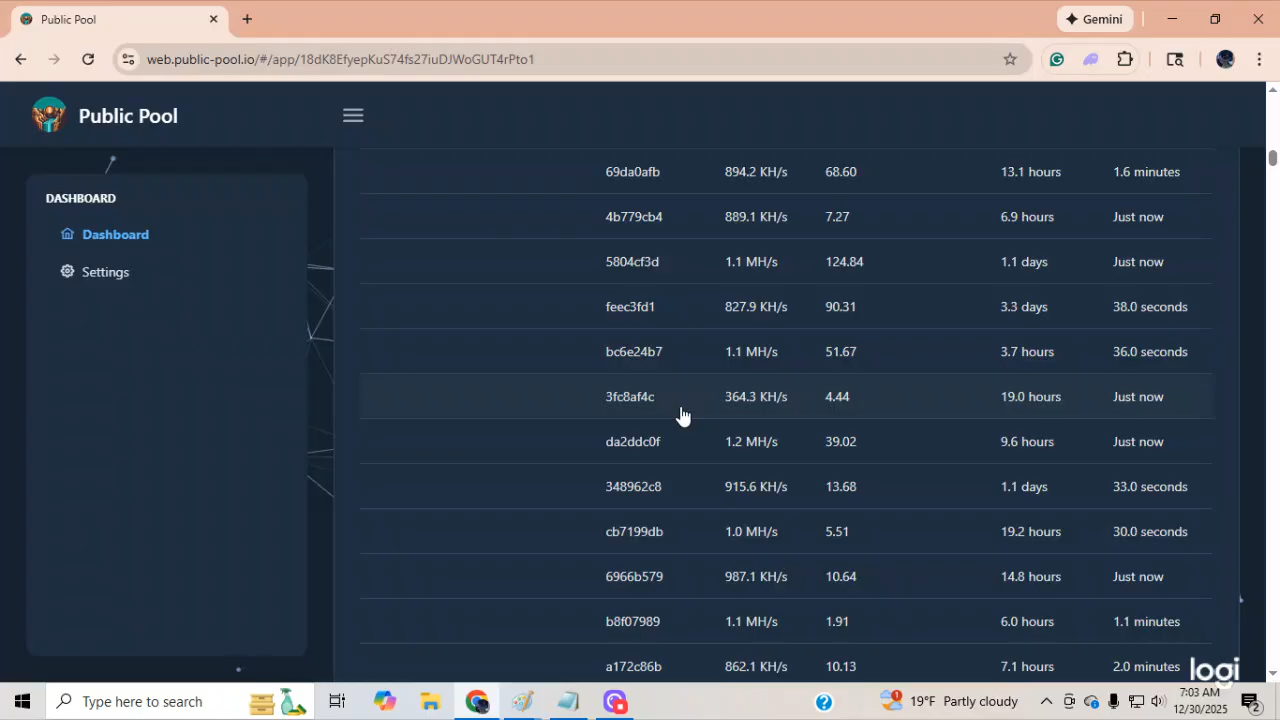 Public Pool
Gemini
web.public-pool.io/#/app/18dK8EfyepKuS74fs27iuDJWoGUT4rPto1
Public Pool
DASHBOARD
Dashboard
Settings
69da0afb 894.2 KH/s 68.60 13.1 hours 1.6 minutes
4b779cb4 889.1 KH/s 7.27 6.9 hours Just now
5804cf3d 1.1 MH/s 124.84 1.1 days Just now
feec3fd1 827.9 KH/s 90.31 3.3 days 38.0 seconds
bc6e24b7 1.1 MH/s 51.67 3.7 hours 36.0 seconds
3fc8af4c 364.3 KH/s 4.44 19.0 hours Just now
da2ddc0f 1.2 MH/s 39.02 9.6 hours Just now
348962c8 915.6 KH/s 13.68 1.1 days 33.0 seconds
cb7199db 1.0 MH/s 5.51 19.2 hours 30.0 seconds
6966b579 987.1 KH/s 10.64 14.8 hours Just now
b8f07989 1.1 MH/s 1.91 6.0 hours 1.1 minutes
a172c86b 862.1 KH/s 10.13 7.1 hours 2.0 minutes
logi
Type here to search
19°F Partly cloudy
7:03 AM
12/30/2025
2